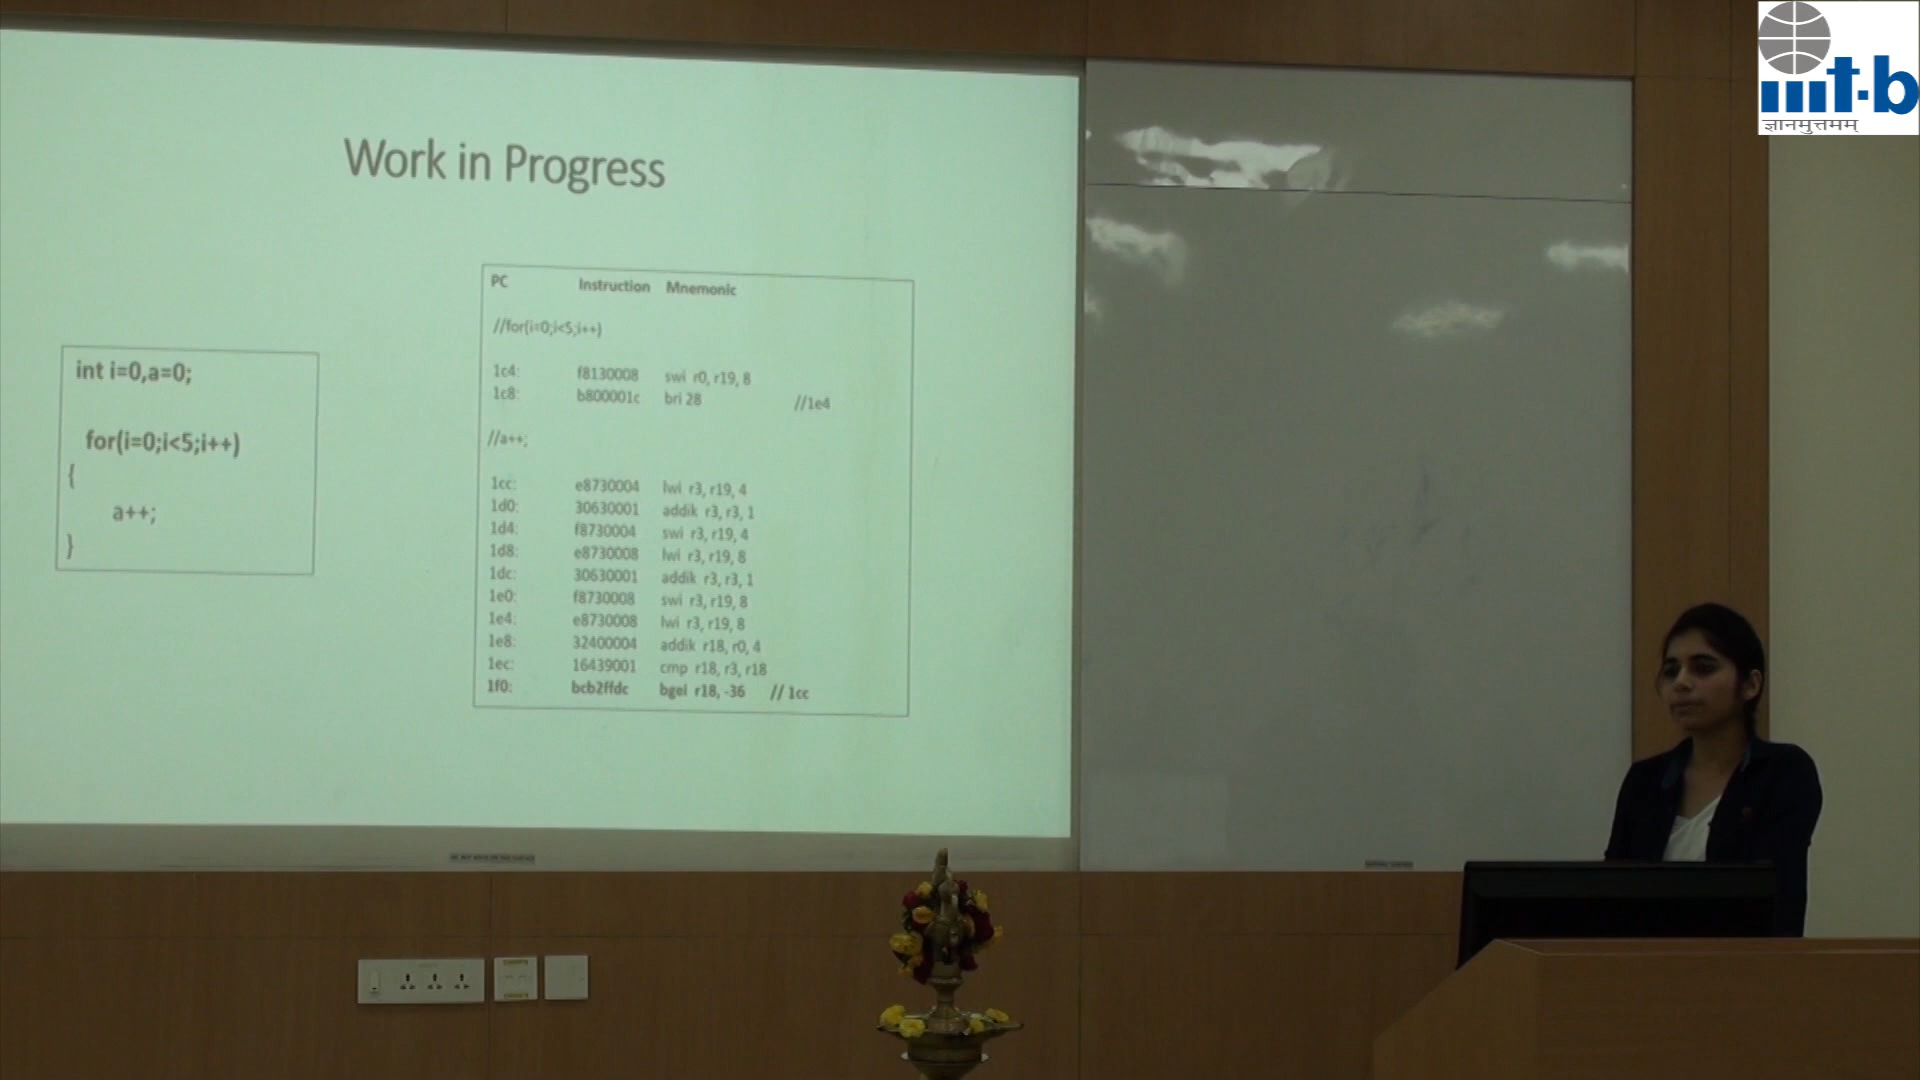 iiit-b
ज्ञानमुत्तमम्
Work in Progress
int i=0,a=0;
for(i=0;i<5;i++)
{
a++;
}
PC Instruction Mnemonic
//for(i=0;i<5;i++)
1c4: f8130008 swi r0, r19, 8
1c8: b800001c bri 28 //1e4
//a++;
1cc: e8730004 lwi r3, r19, 4
1d0: 30630001 addik r3, r3, 1
1d4: f8730004 swi r3, r19, 4
1d8: e8730008 lwi r3, r19, 8
1dc: 30630001 addik r3, r3, 1
1e0: f8730008 swi r3, r19, 8
1e4: e8730008 lwi r3, r19, 8
1e8: 32400004 addik r18, r0, 4
1ec: 16439001 cmp r18, r3, r18
1f0: bcb2ffdc bgei r18, -36 // 1cc